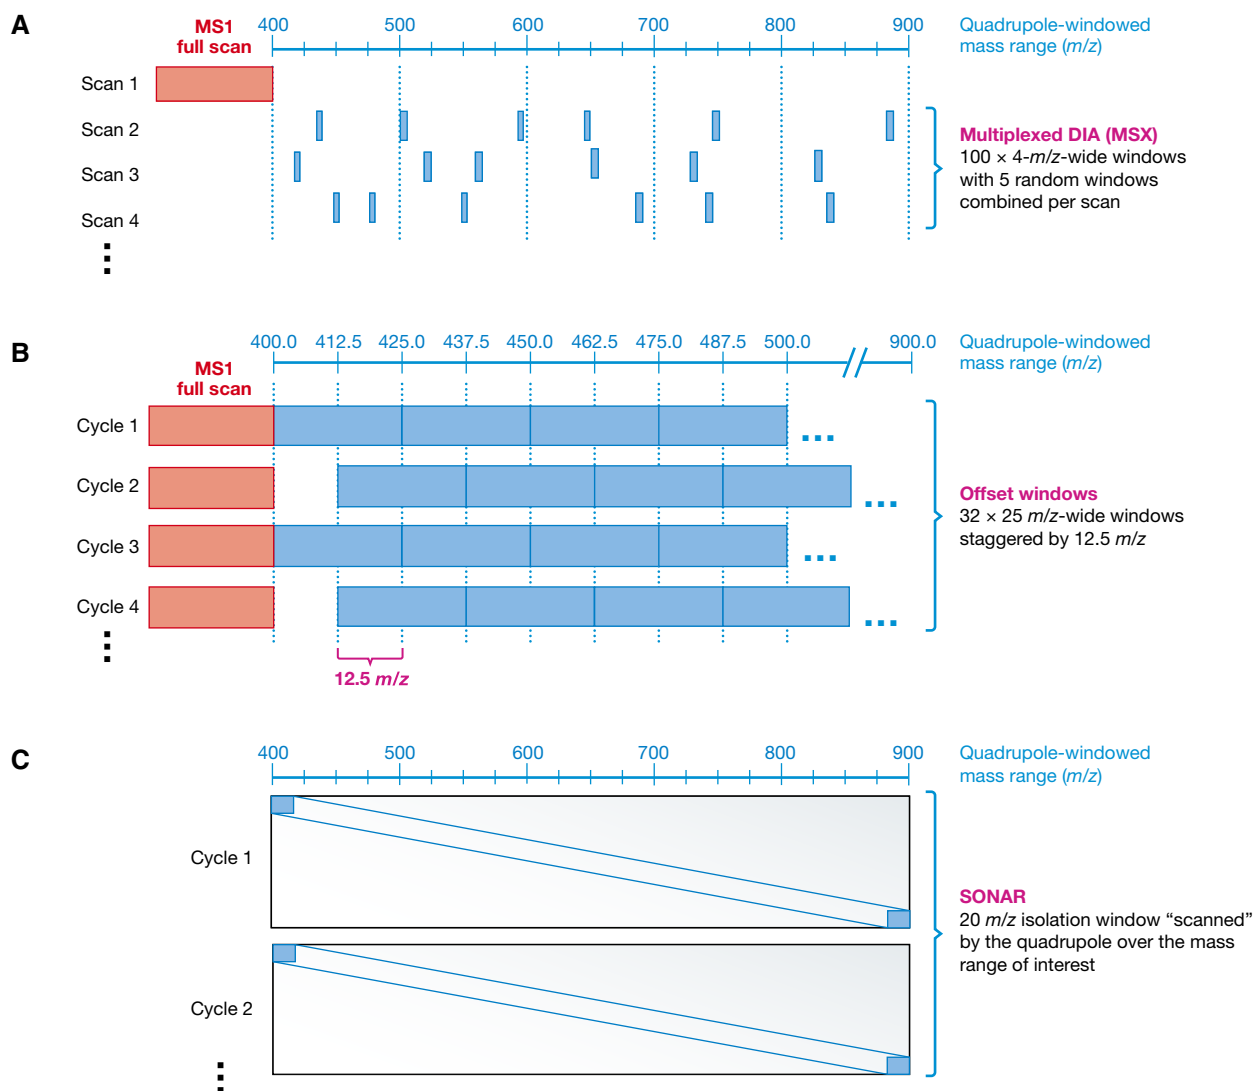 A
MS1
full scan
400 500 600 700 800 900
Quadrupole-windowed
mass range (m/z)
Scan 1
Scan 2
Scan 3
Scan 4
Multiplexed DIA (MSX)
100 × 4-m/z-wide windows
with 5 random windows
combined per scan
B
400.0 412.5 425.0 437.5 450.0 462.5 475.0 487.5 500.0 900.0
Quadrupole-windowed
mass range (m/z)
MS1
full scan
Cycle 1
Cycle 2
Cycle 3
Cycle 4
Offset windows
32 × 25 m/z-wide windows
staggered by 12.5 m/z
12.5 m/z
C
400 500 600 700 800 900
Quadrupole-windowed
mass range (m/z)
Cycle 1
Cycle 2
SONAR
20 m/z isolation window “scanned”
by the quadrupole over the mass
range of interest